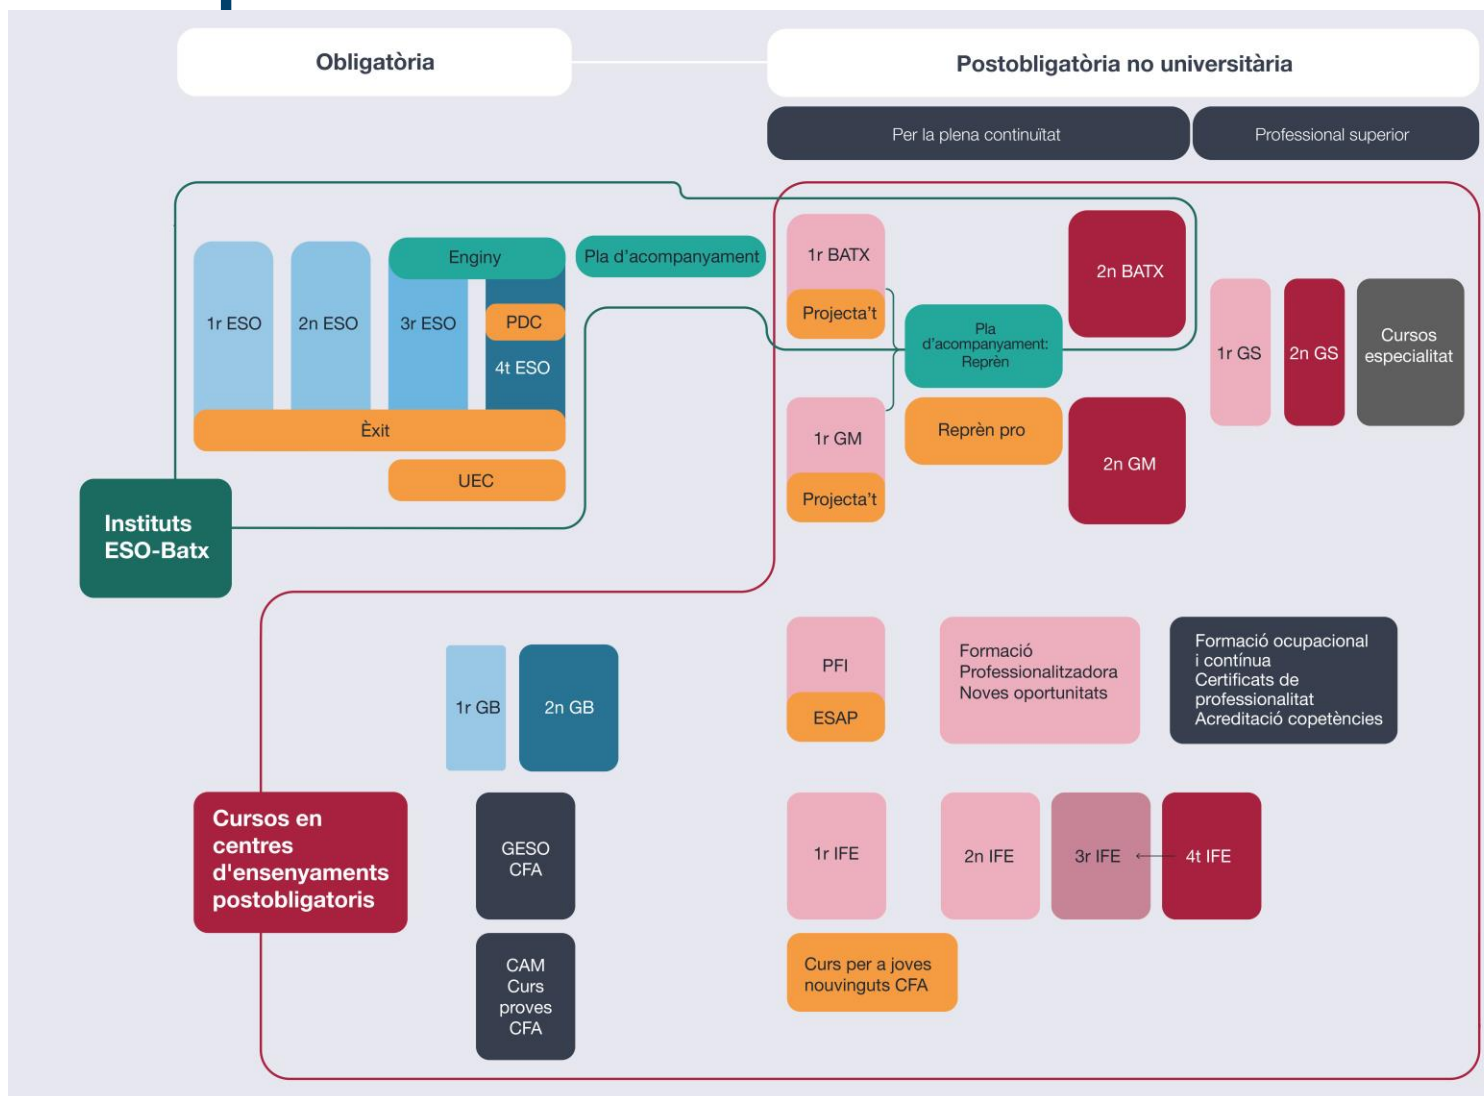 Obligatòria
Postobligatòria no universitària
Per la plena continuïtat
Professional superior
Enginy
Pla d'acompanyament
1r ESO
2n ESO
3r ESO
PDC
4t ESO
Èxit
UEC
Instituts
ESO-Batx
1r BATX
Projecta't
2n BATX
Pla
d'acompanyament:
Reprèn
1r GM
Projecta't
Reprèn pro
2n GM
1r GS
2n GS
Cursos
especialitat
1r GB
2n GB
PFI
ESAP
Formació
Professionalitzadora
Noves oportunitats
Formació ocupacional
i contínua
Certificats de
professionalitat
Acreditació copetències
Cursos en
centres
d'ensenyaments
postobligatoris
GESO
CFA
1r IFE
2n IFE
3r IFE
4t IFE
CAM
Curs
proves
CFA
Curs per a joves
nouvinguts CFA